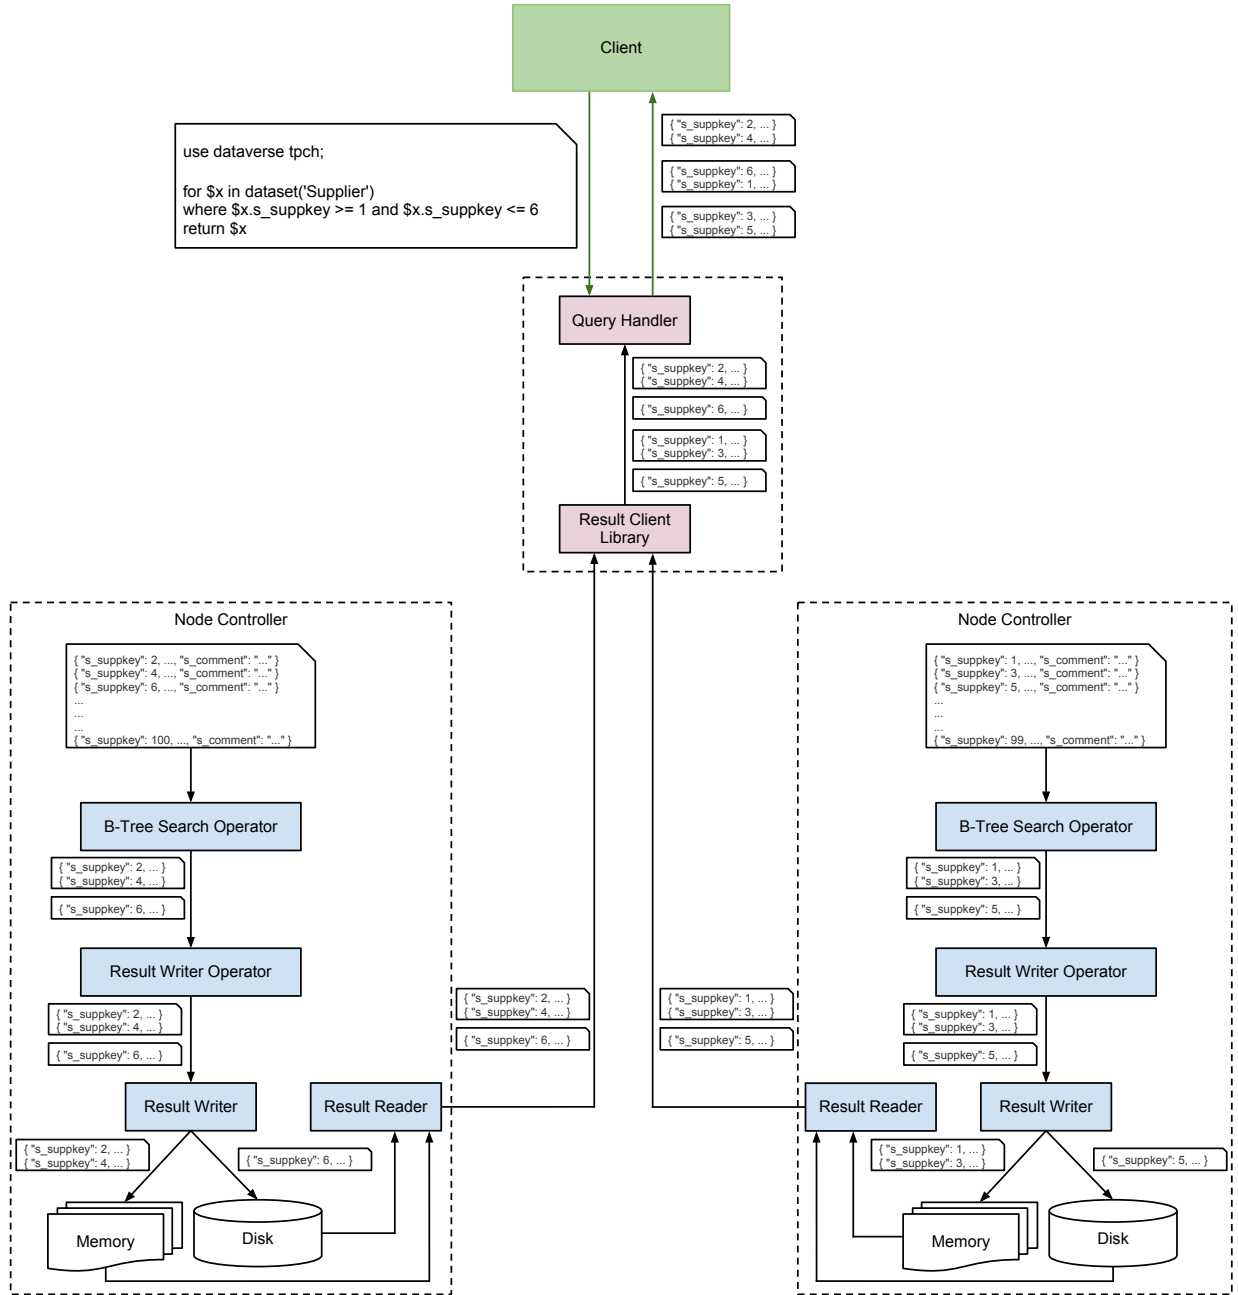 Client
use dataverse tpch;
for $x in dataset('Supplier')
where $x.s_suppkey >= 1 and $x.s_suppkey <= 6
return $x
{ "s_suppkey": 2, ... }
{ "s_suppkey": 4, ... }
{ "s_suppkey": 6, ... }
{ "s_suppkey": 1, ... }
{ "s_suppkey": 3, ... }
{ "s_suppkey": 5, ... }
Query Handler
{ "s_suppkey": 2, ... }
{ "s_suppkey": 4, ... }
{ "s_suppkey": 6, ... }
{ "s_suppkey": 1, ... }
{ "s_suppkey": 3, ... }
{ "s_suppkey": 5, ... }
Result Client
Library
Node Controller
{ "s_suppkey": 2, ..., "s_comment": "..." }
{ "s_suppkey": 4, ..., "s_comment": "..." }
{ "s_suppkey": 6, ..., "s_comment": "..." }
...
...
...
{ "s_suppkey": 100, ..., "s_comment": "..." }
B-Tree Search Operator
{ "s_suppkey": 2, ... }
{ "s_suppkey": 4, ... }
{ "s_suppkey": 6, ... }
Result Writer Operator
{ "s_suppkey": 2, ... }
{ "s_suppkey": 4, ... }
{ "s_suppkey": 6, ... }
Result Writer
Result Reader
{ "s_suppkey": 2, ... }
{ "s_suppkey": 4, ... }
{ "s_suppkey": 6, ... }
Memory
Disk
{ "s_suppkey": 2, ... }
{ "s_suppkey": 4, ... }
{ "s_suppkey": 6, ... }
{ "s_suppkey": 1, ... }
{ "s_suppkey": 3, ... }
{ "s_suppkey": 5, ... }
Node Controller
{ "s_suppkey": 1, ..., "s_comment": "..." }
{ "s_suppkey": 3, ..., "s_comment": "..." }
{ "s_suppkey": 5, ..., "s_comment": "..." }
...
...
...
{ "s_suppkey": 99, ..., "s_comment": "..." }
B-Tree Search Operator
{ "s_suppkey": 1, ... }
{ "s_suppkey": 3, ... }
{ "s_suppkey": 5, ... }
Result Writer Operator
{ "s_suppkey": 1, ... }
{ "s_suppkey": 3, ... }
{ "s_suppkey": 5, ... }
Result Reader
Result Writer
{ "s_suppkey": 1, ... }
{ "s_suppkey": 3, ... }
{ "s_suppkey": 5, ... }
Memory
Disk